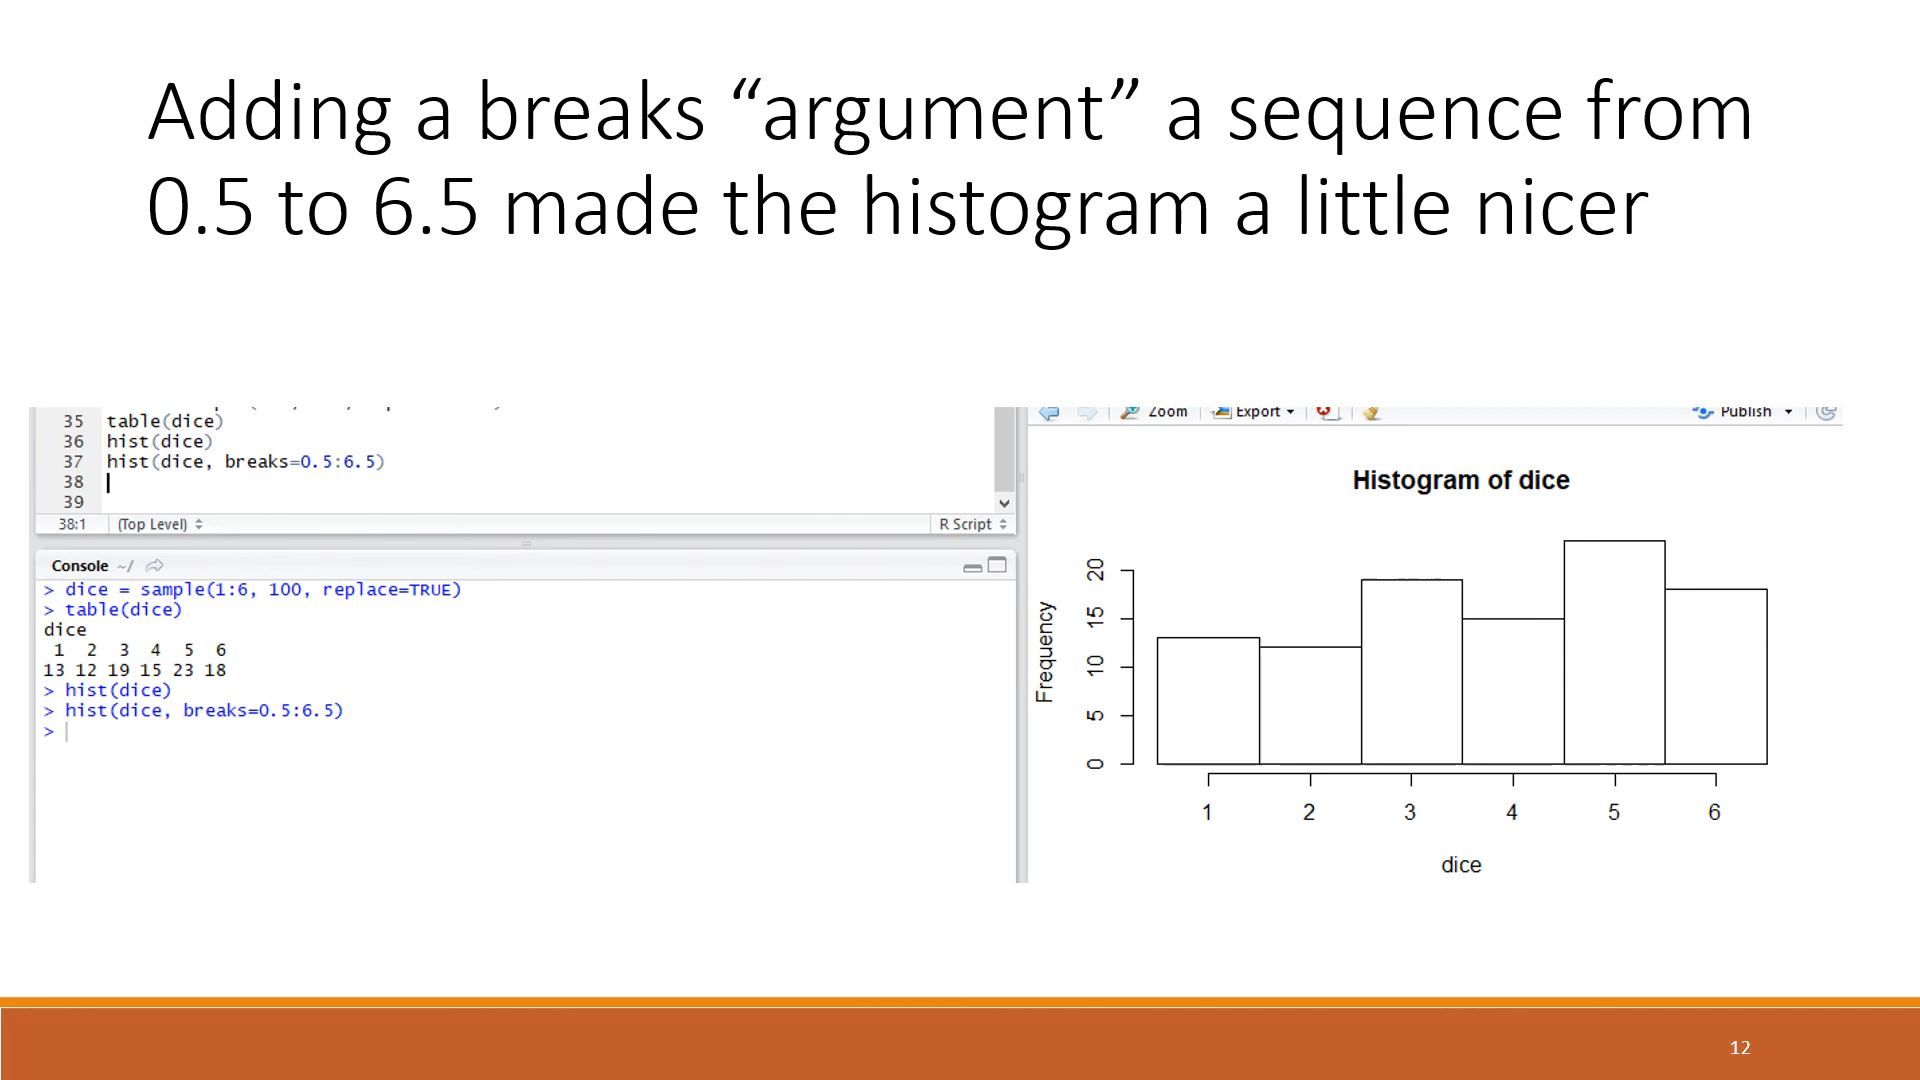 Adding a breaks “argument” a sequence from
0.5 to 6.5 made the histogram a little nicer
35 table(dice)
36 hist(dice)
37 hist(dice, breaks=0.5:6.5)
38
39
38:1 (Top Level) R Script
Console ~/
> dice = sample(1:6, 100, replace=TRUE)
> table(dice)
dice
1 2 3 4 5 6
13 12 19 15 23 18
> hist(dice)
> hist(dice, breaks=0.5:6.5)
>
Zoom Export Publish
Histogram of dice
Frequency
20
15
10
5
0
1 2 3 4 5 6
dice
12